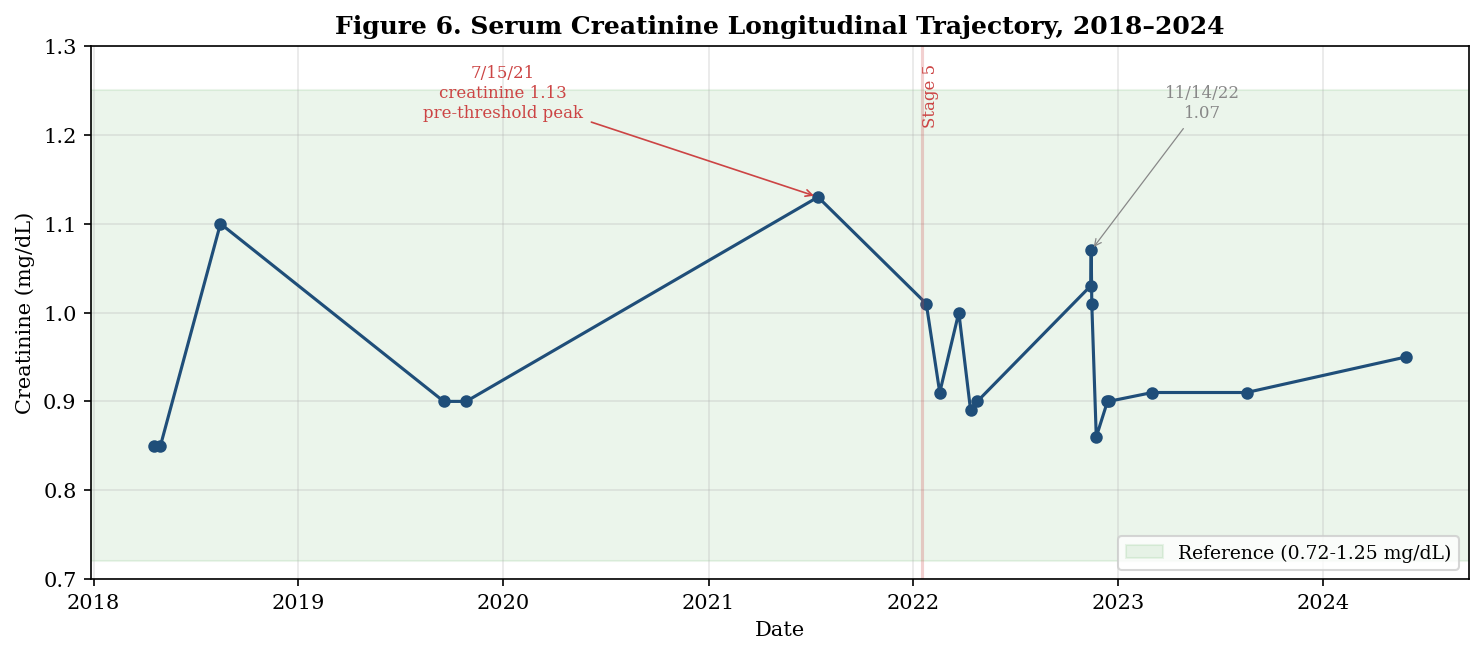 Figure 6. Serum Creatinine Longitudinal Trajectory, 2018–2024
1.3
1.2
1.1
1.0
0.9
0.8
0.7
Creatinine (mg/dL)
7/15/21
creatinine 1.13
pre-threshold peak
Stage 5
11/14/22
1.07
Reference (0.72-1.25 mg/dL)
2018 2019 2020 2021 2022 2023 2024
Date